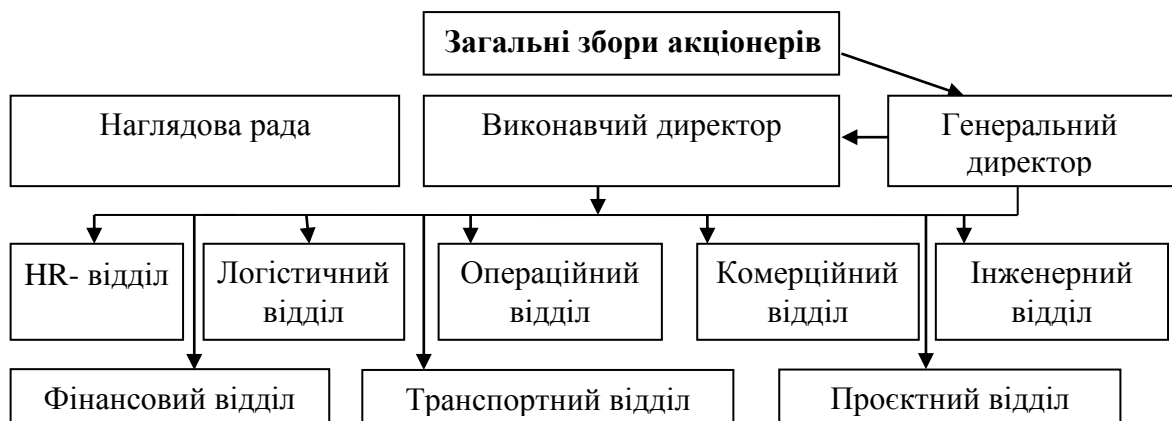 Загальні збори акціонерів
Наглядова рада
Виконавчий директор
Генеральний
директор
HR- відділ
Логістичний
відділ
Операційний
відділ
Комерційний
відділ
Інженерний
відділ
Фінансовий відділ
Транспортний відділ
Проєктний відділ